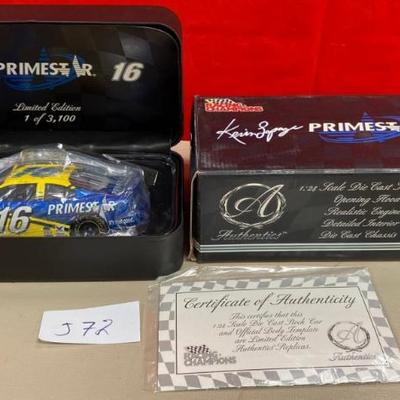 PRIMESTAR 16
Limited Edition
1 of 3,100
16 PRIMESTAR
J 72
RACING
CHAMPIONS
PRIMESTAR
1:24 Scale Die Cast
Opening Hood
Realistic Engine
Detailed Interior
Die Cast Chassis
A
Authentics
Certificate of Authenticity
This certifies that this
1:24 Scale Die Cast Stock Car
and Official Body Template
are Limited Edition
Authentics Replicas.
RACING
CHAMPIONS
A
Authentics